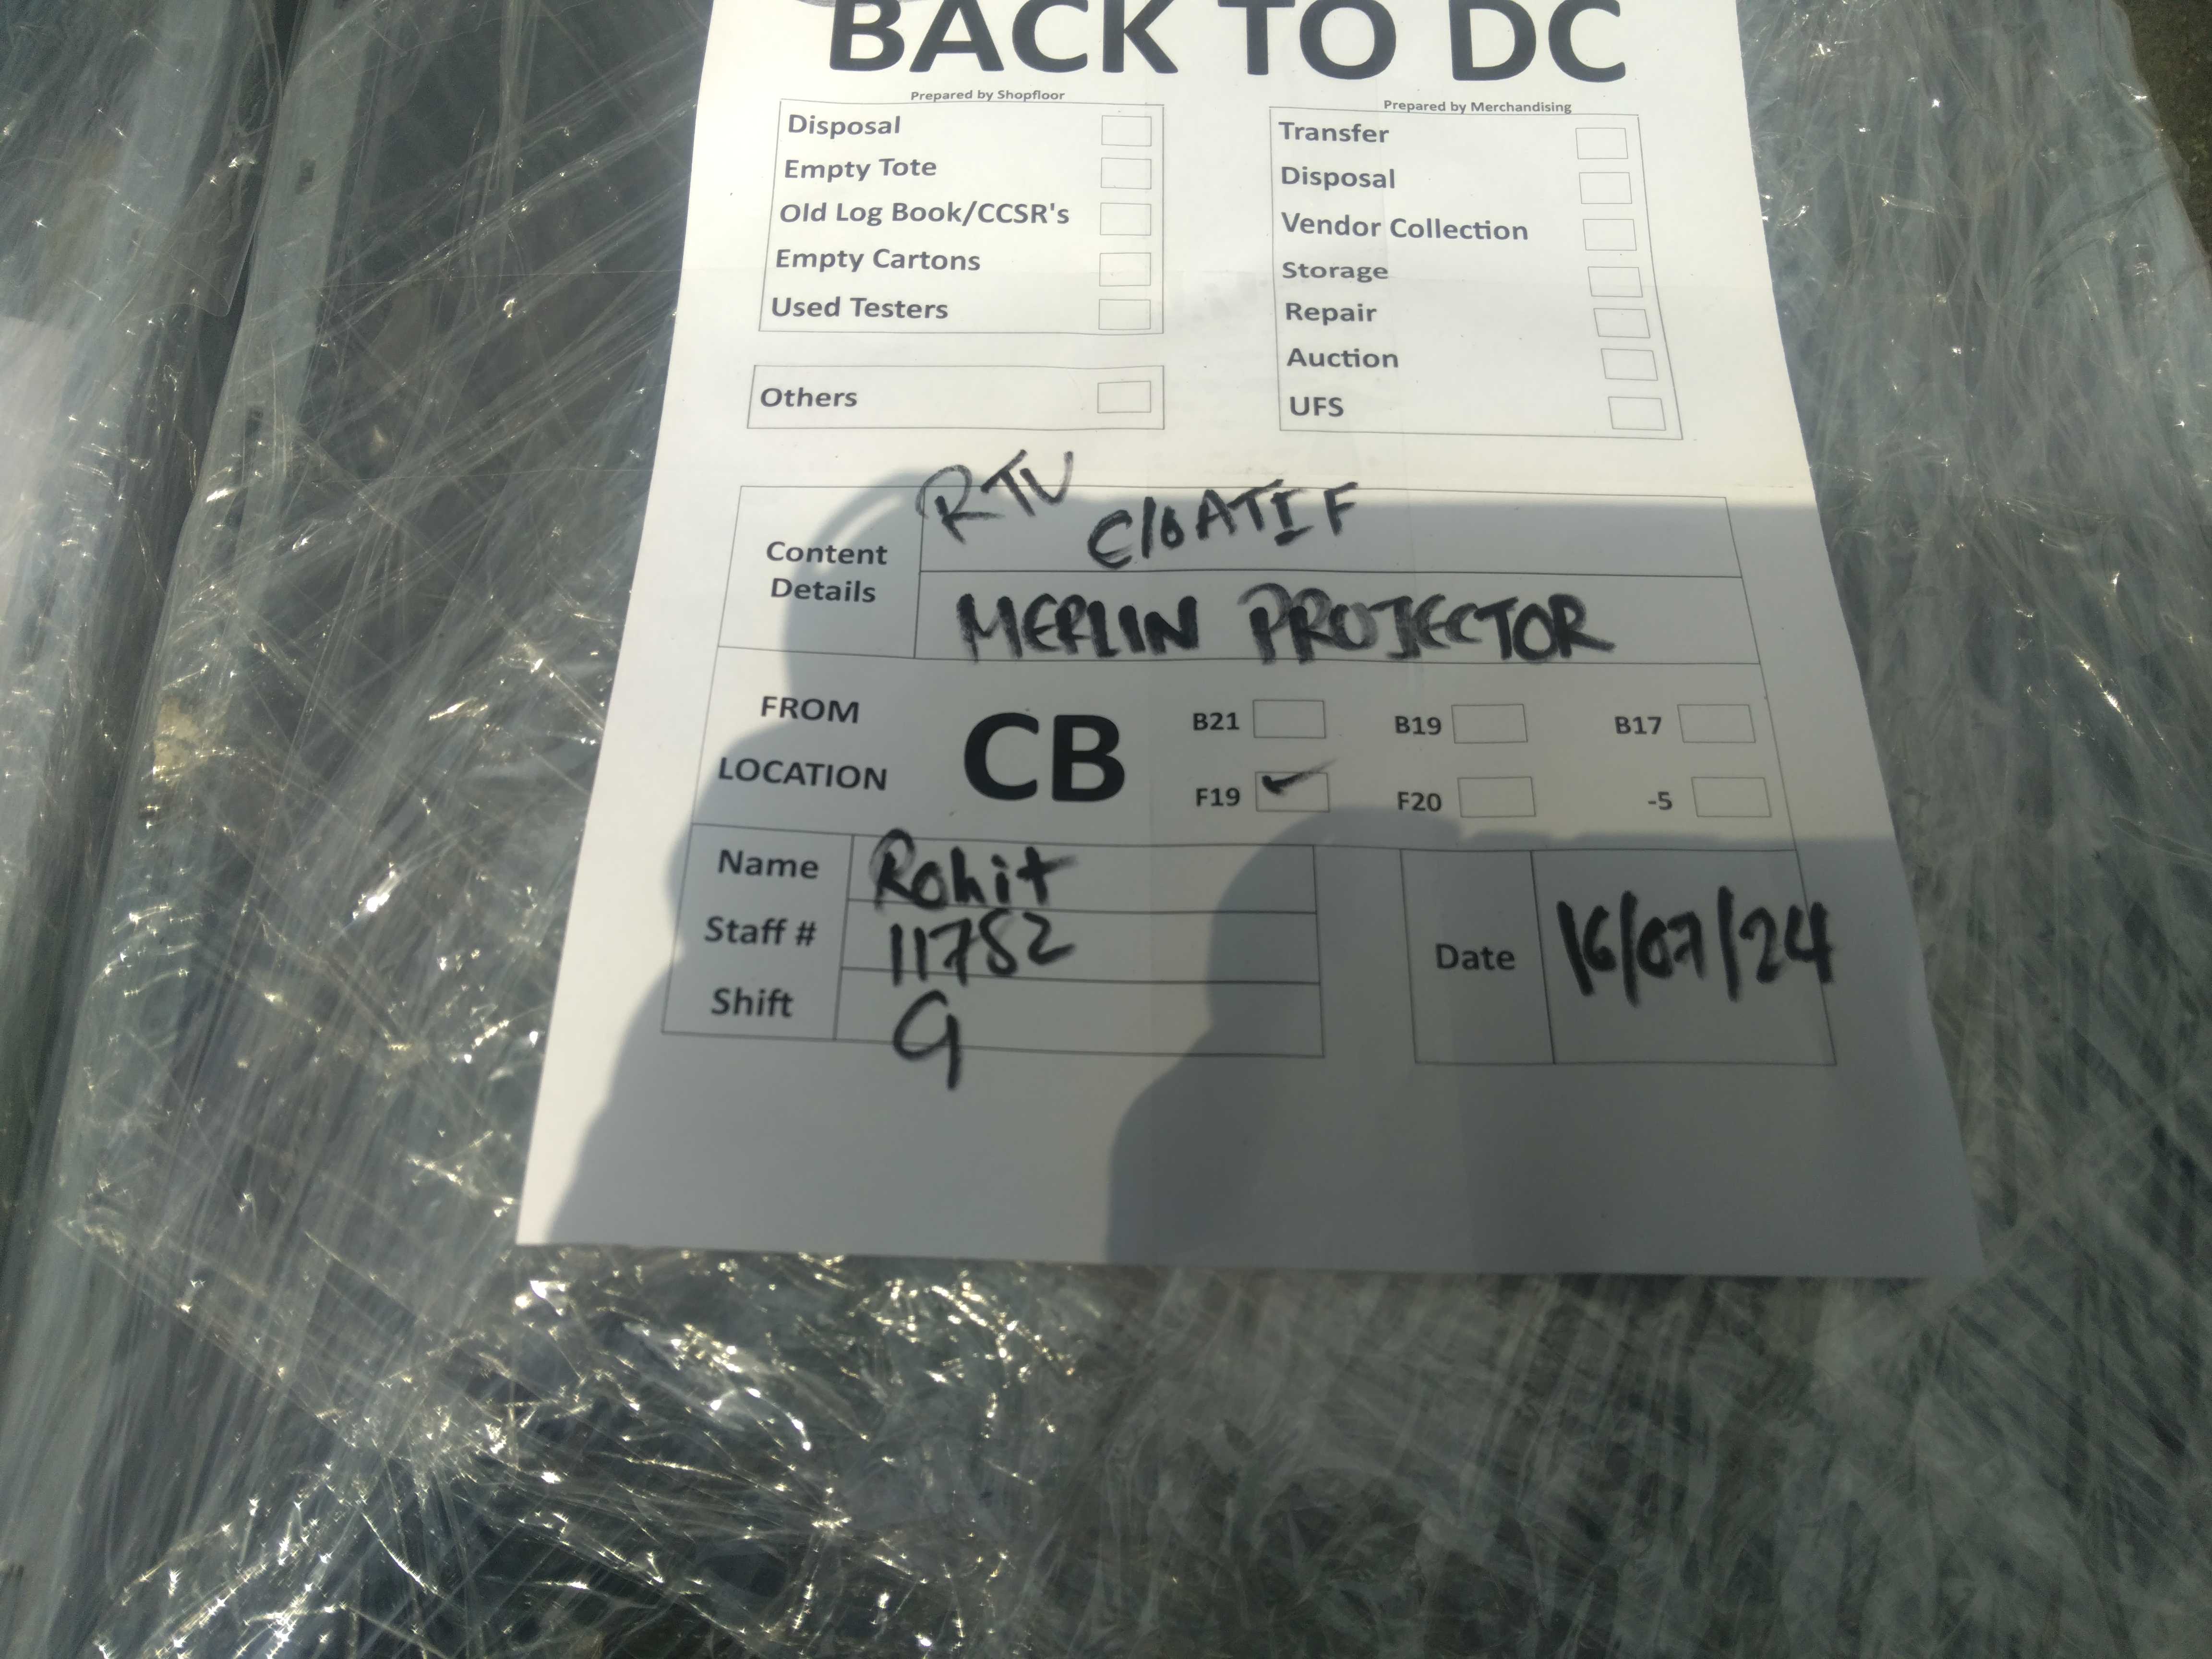 BACK TO DC
Prepared by Shopfloor
Disposal
Empty Tote
Old Log Book/CCSR's
Empty Cartons
Used Testers
Others
Prepared by Merchandising
Transfer
Disposal
Vendor Collection
Storage
Repair
Auction
UFS
Content Details
RTV
C/O ATIF
MERLIN PROJECTOR
FROM LOCATION
CB
B21 B19 B17
F19 ✓ F20 -5
Name Rohit
Staff # 11752
Shift G
Date 16/07/24